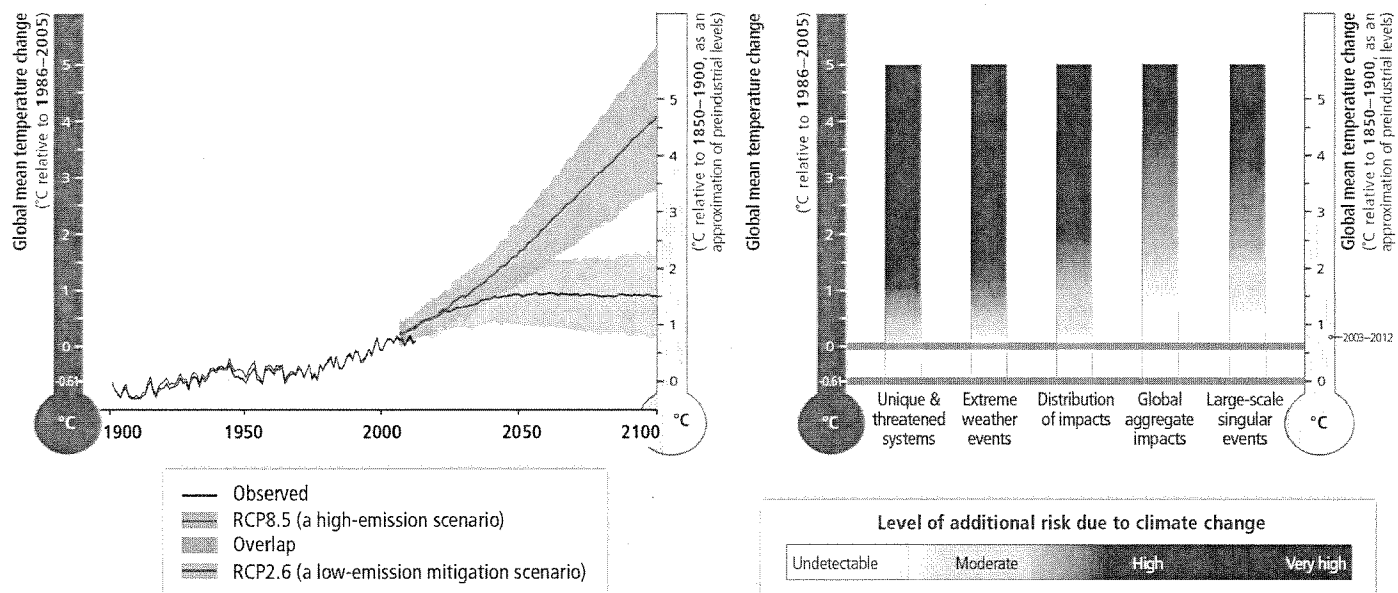 Global mean temperature change
(°C relative to 1986–2005)
5
4
3
2
1
0
-0.61
°C
5
4
3
2
1
0
°C
(°C relative to 1850–1900, as an
approximation of preindustrial levels)
1900
1950
2000
2050
2100
Observed
RCP8.5 (a high-emission scenario)
Overlap
RCP2.6 (a low-emission mitigation scenario)
Global mean temperature change
(°C relative to 1986–2005)
5
4
3
2
1
0
-0.61
°C
Unique &
threatened
systems
Extreme
weather
events
Distribution
of impacts
Global
aggregate
impacts
Large-scale
singular
events
5
4
3
2
1
0
°C
2003–2012
Global mean temperature change
(°C relative to 1850–1900, as an
approximation of preindustrial levels)
Level of additional risk due to climate change
Undetectable
Moderate
High
Very high